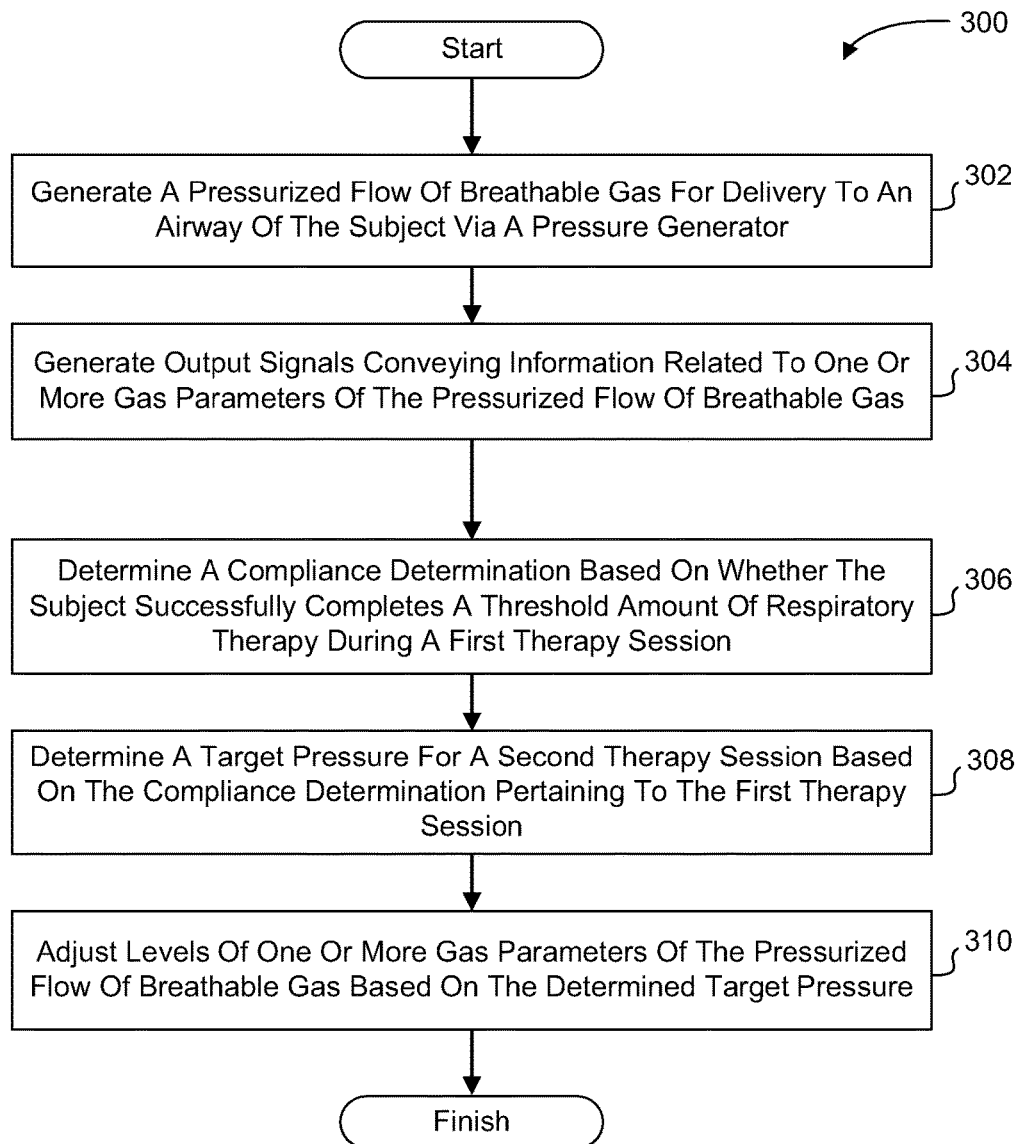 300
Start
Generate A Pressurized Flow Of Breathable Gas For Delivery To An
Airway Of The Subject Via A Pressure Generator
302
Generate Output Signals Conveying Information Related To One Or
More Gas Parameters Of The Pressurized Flow Of Breathable Gas
304
Determine A Compliance Determination Based On Whether The
Subject Successfully Completes A Threshold Amount Of Respiratory
Therapy During A First Therapy Session
306
Determine A Target Pressure For A Second Therapy Session Based
On The Compliance Determination Pertaining To The First Therapy
Session
308
Adjust Levels Of One Or More Gas Parameters Of The Pressurized
Flow Of Breathable Gas Based On The Determined Target Pressure
310
Finish